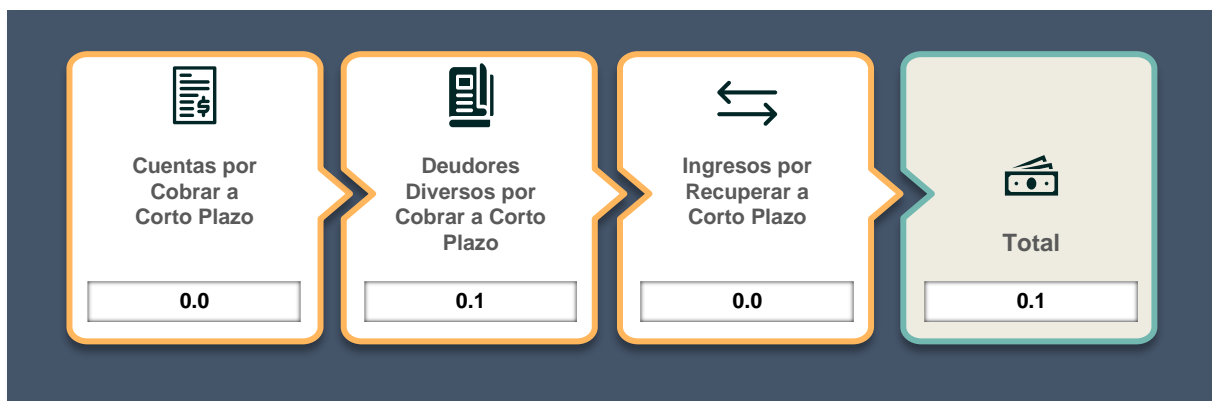 Cuentas por
Cobrar a
Corto Plazo
0.0
Deudores
Diversos por
Cobrar a Corto
Plazo
0.1
Ingresos por
Recuperar a
Corto Plazo
0.0
Total
0.1